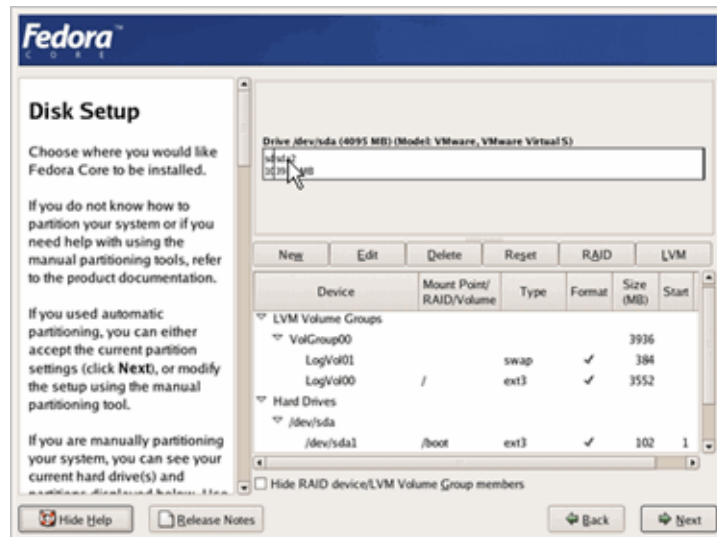 Fedora™
CORE
Disk Setup
Choose where you would like
Fedora Core to be installed.
If you do not know how to
partition your system or if you
need help with using the
manual partitioning tools, refer
to the product documentation.
If you used automatic
partitioning, you can either
accept the current partition
settings (click Next), or modify
the setup using the manual
partitioning tool.
If you are manually partitioning
your system, you can see your
current hard drive(s) and
partitions displayed below. Use
Drive /dev/sda (4095 MB) (Model: VMware, VMware Virtual S)
MB
New Edit Delete Reset RAID LVM
Device Mount Point/ RAID/Volume Type Format Size (MB) Start
LVM Volume Groups
VolGroup00 3936
LogVol01 swap ✓ 384
LogVol00 / ext3 ✓ 3552
Hard Drives
/dev/sda
/dev/sda1 /boot ext3 ✓ 102 1
Hide RAID device/LVM Volume Group members
Hide Help Release Notes Back Next